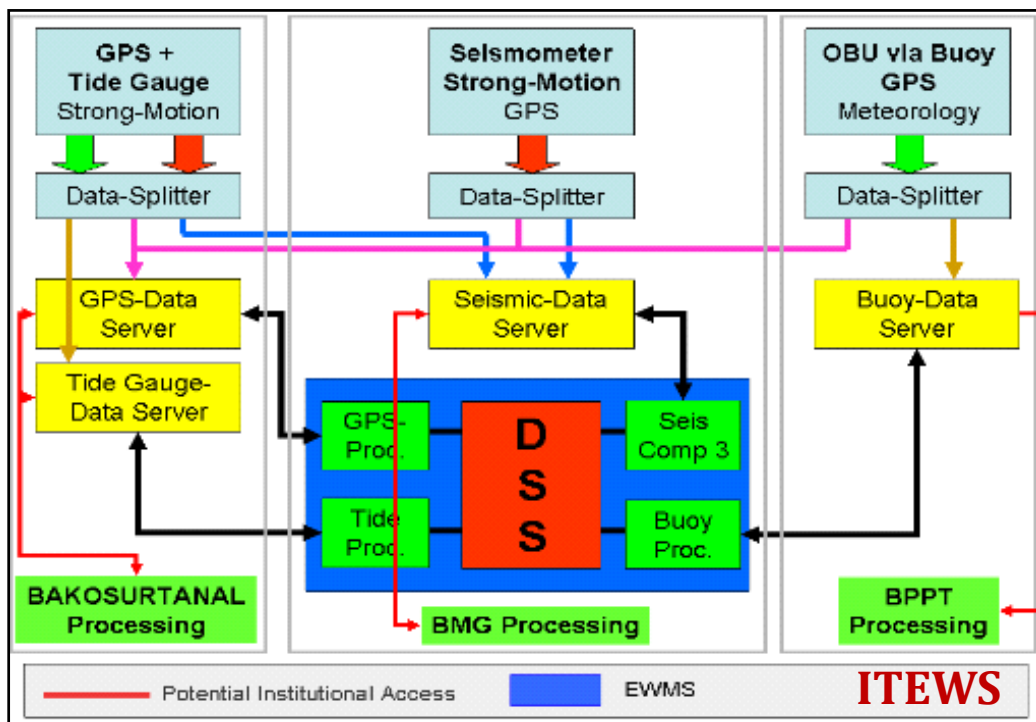 GPS +
Tide Gauge
Strong-Motion
Seismometer
Strong-Motion
GPS
OBU via Buoy
GPS
Meteorology
Data-Splitter
Data-Splitter
Data-Splitter
GPS-Data
Server
Seismic-Data
Server
Buoy-Data
Server
Tide Gauge-
Data Server
GPS-
Proc.
D
S
S
Seis
Comp 3
Tide
Proc.
Buoy
Proc.
BAKOSURTANAL
Processing
BMG Processing
BPPT
Processing
Potential Institutional Access
EWMS
ITEWS